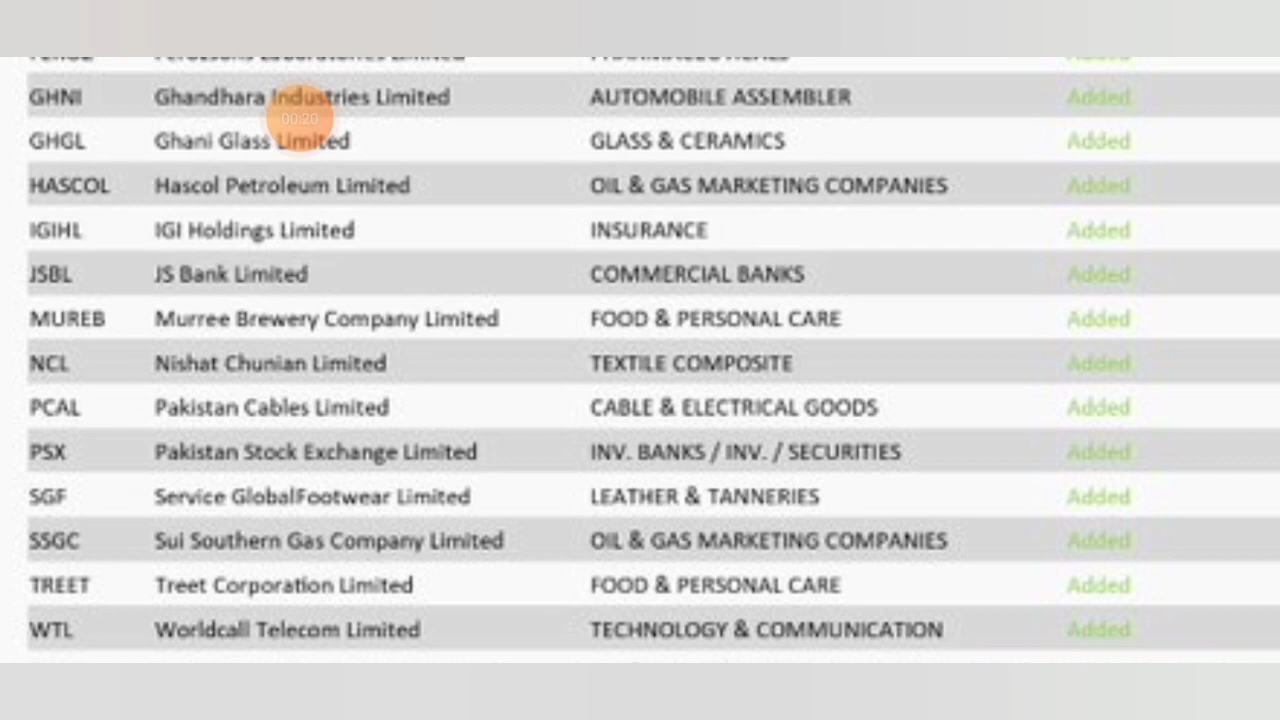 GHNI Ghandhara Industries Limited AUTOMOBILE ASSEMBLER Added
00:20
GHGL Ghani Glass Limited GLASS & CERAMICS Added
HASCOL Hascol Petroleum Limited OIL & GAS MARKETING COMPANIES Added
IGIHL IGI Holdings Limited INSURANCE Added
JSBL JS Bank Limited COMMERCIAL BANKS Added
MUREB Murree Brewery Company Limited FOOD & PERSONAL CARE Added
NCL Nishat Chunian Limited TEXTILE COMPOSITE Added
PCAL Pakistan Cables Limited CABLE & ELECTRICAL GOODS Added
PSX Pakistan Stock Exchange Limited INV. BANKS / INV. / SECURITIES Added
SGF Service GlobalFootwear Limited LEATHER & TANNERIES Added
SSGC Sui Southern Gas Company Limited OIL & GAS MARKETING COMPANIES Added
TREET Treet Corporation Limited FOOD & PERSONAL CARE Added
WTL Worldcall Telecom Limited TECHNOLOGY & COMMUNICATION Added